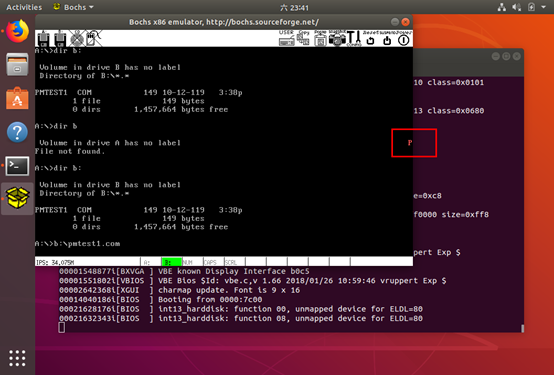 Activities
Bochs
六 23:41
Bochs x86 emulator, http://bochs.sourceforge.net/
USER
Copy
Poweroff
A:\>dir b:
Volume in drive B has no label
Directory of B:\*.*
PMTEST1 COM 149 10-12-119 3:38p
1 file 149 bytes
0 dirs 1,457,664 bytes free
A:\>dir b
Volume in drive A has no label
File not found.
A:\>dir b:
Volume in drive B has no label
Directory of B:\*.*
PMTEST1 COM 149 10-12-119 3:38p
1 file 149 bytes
0 dirs 1,457,664 bytes free
A:\>b:\pmtest1.com
P
IPS: 34,075M A: B: NUM CAPS SCRL
10 class=0x0101
13 class=0x0680
e=0xc8
f0000 size=0xff8
ppert Exp $
00001548877i[BXVGA ] VBE known Display Interface b0c5
00001551802i[VBIOS ] VBE Bios $Id: vbe.c,v 1.66 2018/01/26 10:59:46 vruppert Exp $
00002642368i[XGUI ] charmap update. Font is 9 x 16
00014040186i[BIOS ] Booting from 0000:7c00
00021628176i[BIOS ] int13_harddisk: function 00, unmapped device for ELDL=80
00021632343i[BIOS ] int13_harddisk: function 08, unmapped device for ELDL=80